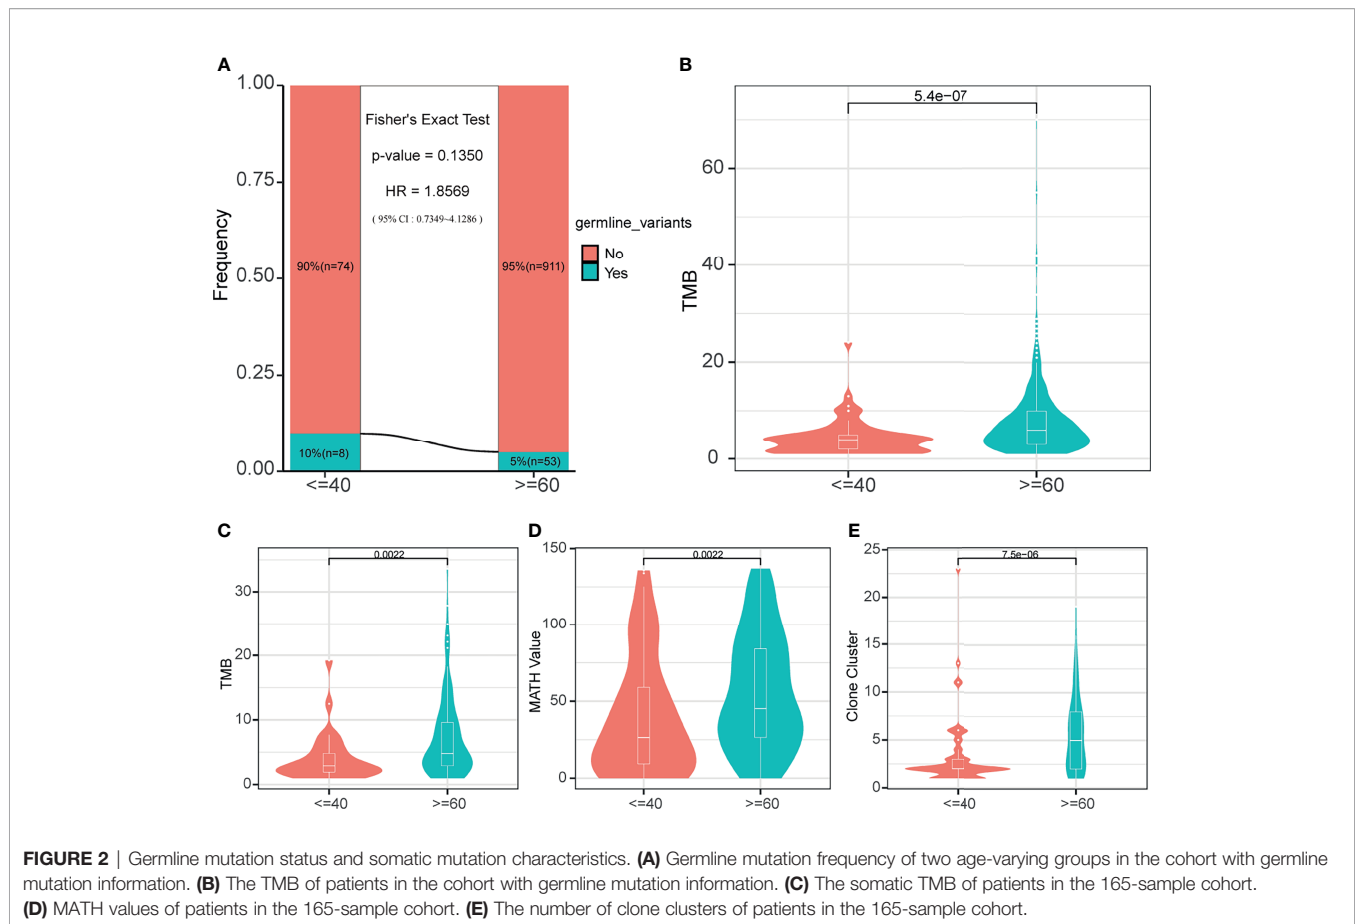 A
1.00
0.75
0.50
0.25
0.00
Frequency
Fisher's Exact Test
p-value = 0.1350
HR = 1.8569
( 95% CI : 0.7349~4.1286 )
90%(n=74)
95%(n=911)
10%(n=8)
5%(n=53)
<=40
>=60
germline_variants
No
Yes
B
5.4e−07
60
40
20
0
TMB
<=40
>=60
C
0.0022
30
20
10
0
TMB
<=40
>=60
D
0.0022
150
100
50
0
MATH Value
<=40
>=60
E
7.5e−06
25
20
15
10
5
0
Clone Cluster
<=40
>=60
FIGURE 2 | Germline mutation status and somatic mutation characteristics. (A) Germline mutation frequency of two age-varying groups in the cohort with germline
mutation information. (B) The TMB of patients in the cohort with germline mutation information. (C) The somatic TMB of patients in the 165-sample cohort.
(D) MATH values of patients in the 165-sample cohort. (E) The number of clone clusters of patients in the 165-sample cohort.